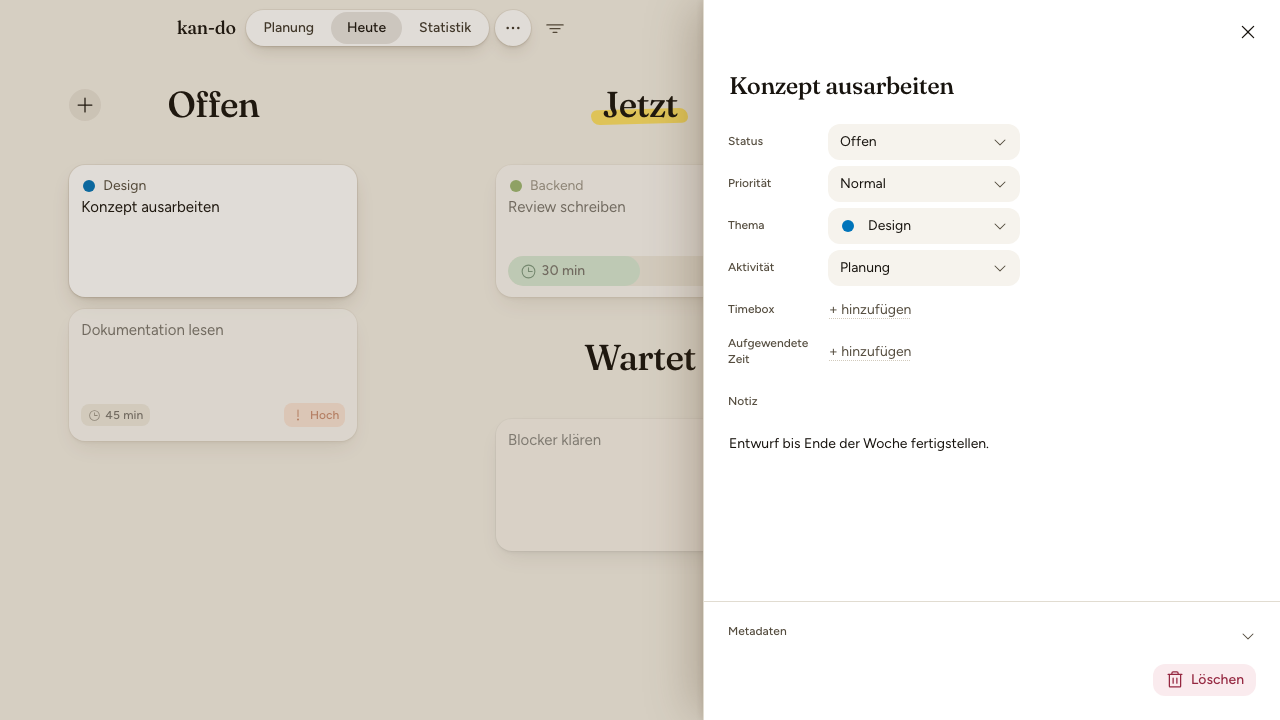 kan-do
Planung
Heute
Statistik
Offen
Jetzt
Design
Konzept ausarbeiten
Dokumentation lesen
45 min
Hoch
Backend
Review schreiben
30 min
Wartet
Blocker klären
Konzept ausarbeiten
Status
Offen
Priorität
Normal
Thema
Design
Aktivität
Planung
Timebox
+ hinzufügen
Aufgewendete
Zeit
+ hinzufügen
Notiz
Entwurf bis Ende der Woche fertigstellen.
Metadaten
Löschen